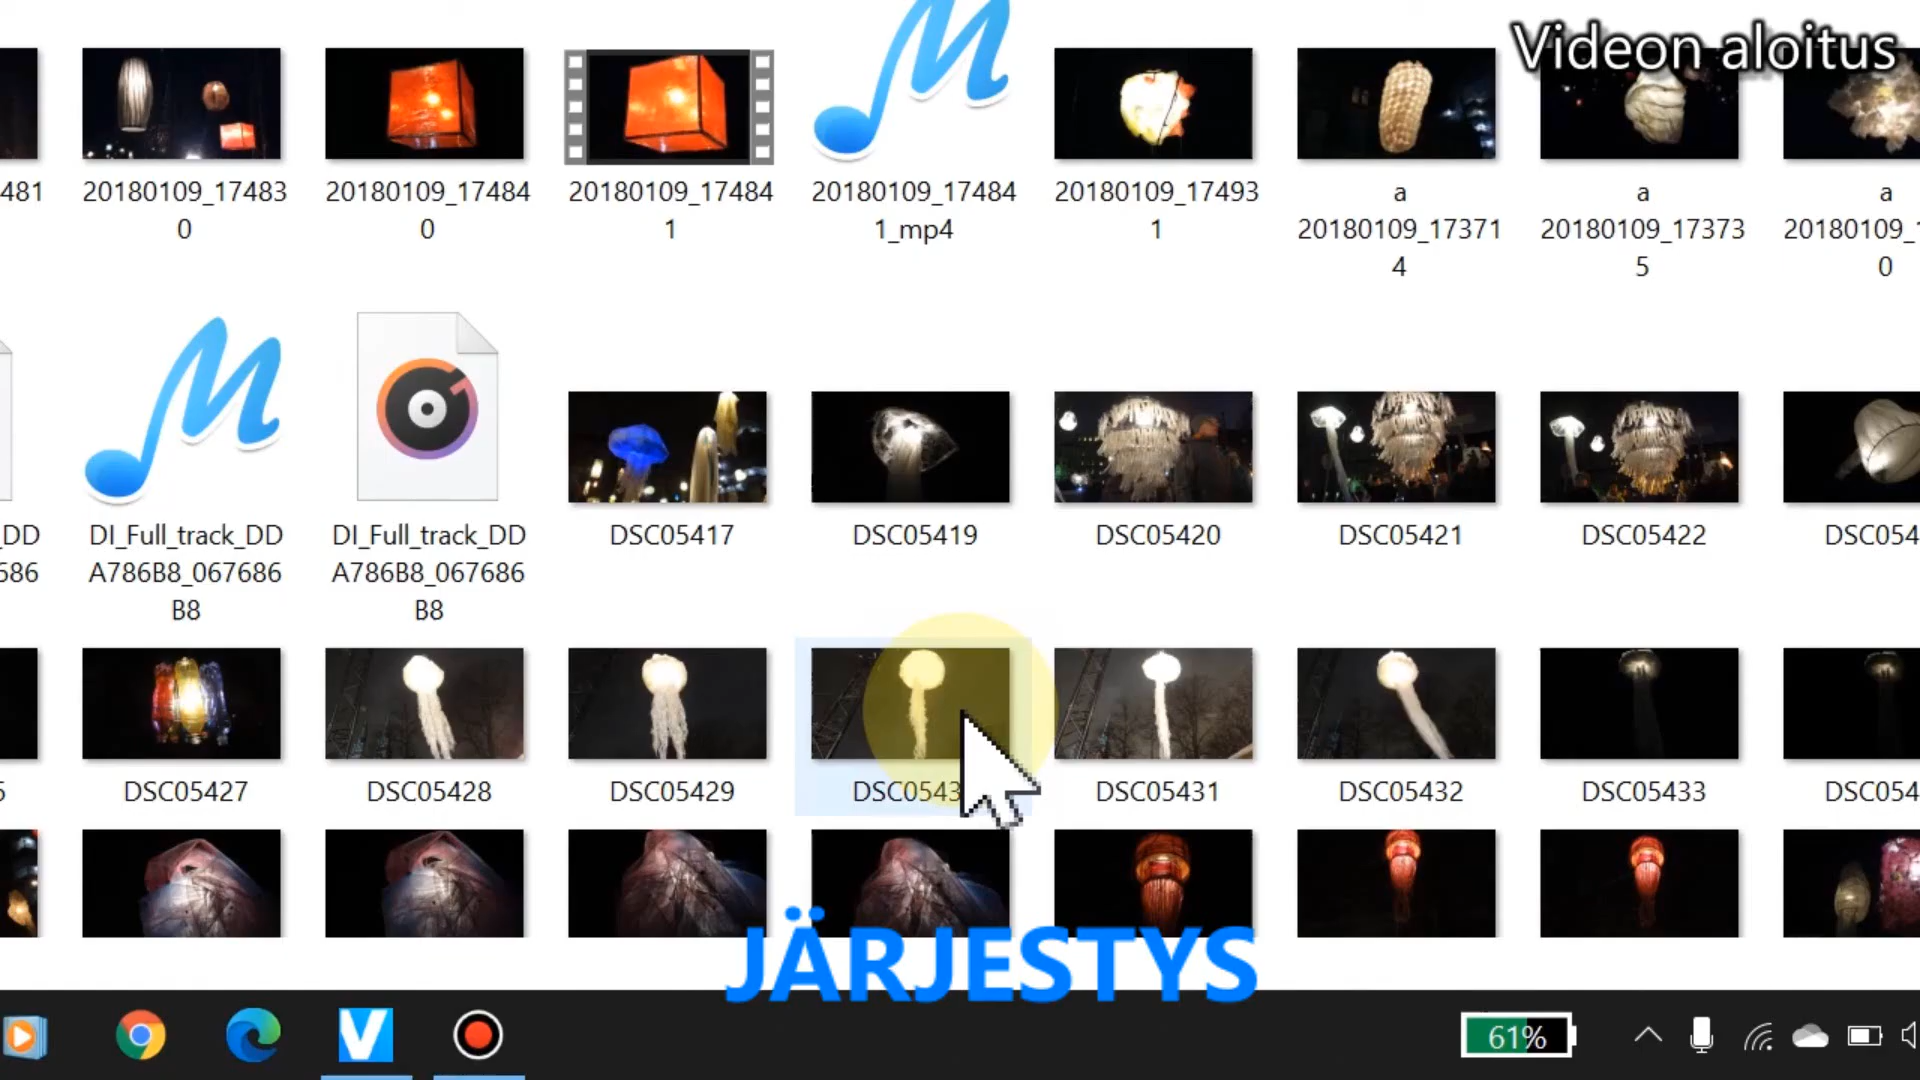 Videon aloitus
481
20180109_17483
0
20180109_17484
0
20180109_17484
1
20180109_17484
1_mp4
20180109_17493
1
a
20180109_17371
4
a
20180109_17373
5
a
20180109_
0
_DD
686
DI_Full_track_DD
A786B8_067686
B8
DI_Full_track_DD
A786B8_067686
B8
DSC05417
DSC05419
DSC05420
DSC05421
DSC05422
DSC054
DSC05427
DSC05428
DSC05429
DSC0543
DSC05431
DSC05432
DSC05433
DSC054
JÄRJESTYS
61%